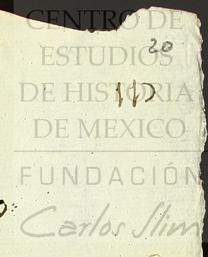 CENTRO DE
ESTUDIOS
DE HISTORIA
DE MEXICO
FUNDACIÓN
Carlos Slim
20